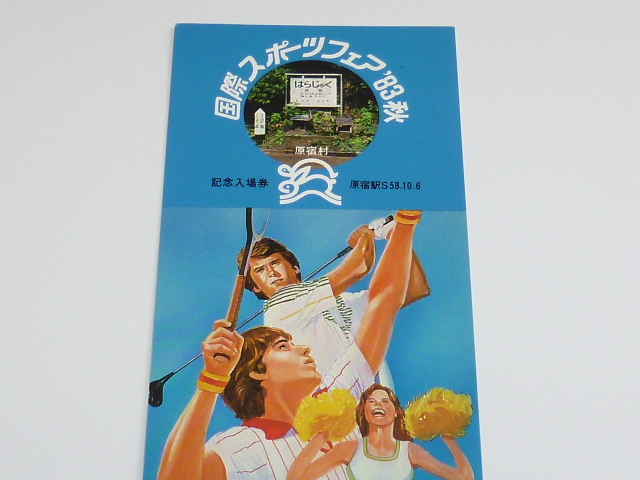 国際スポーツフェア'83秋
はらじゅく
原宿村
記念入場券
原宿駅S58.10.6